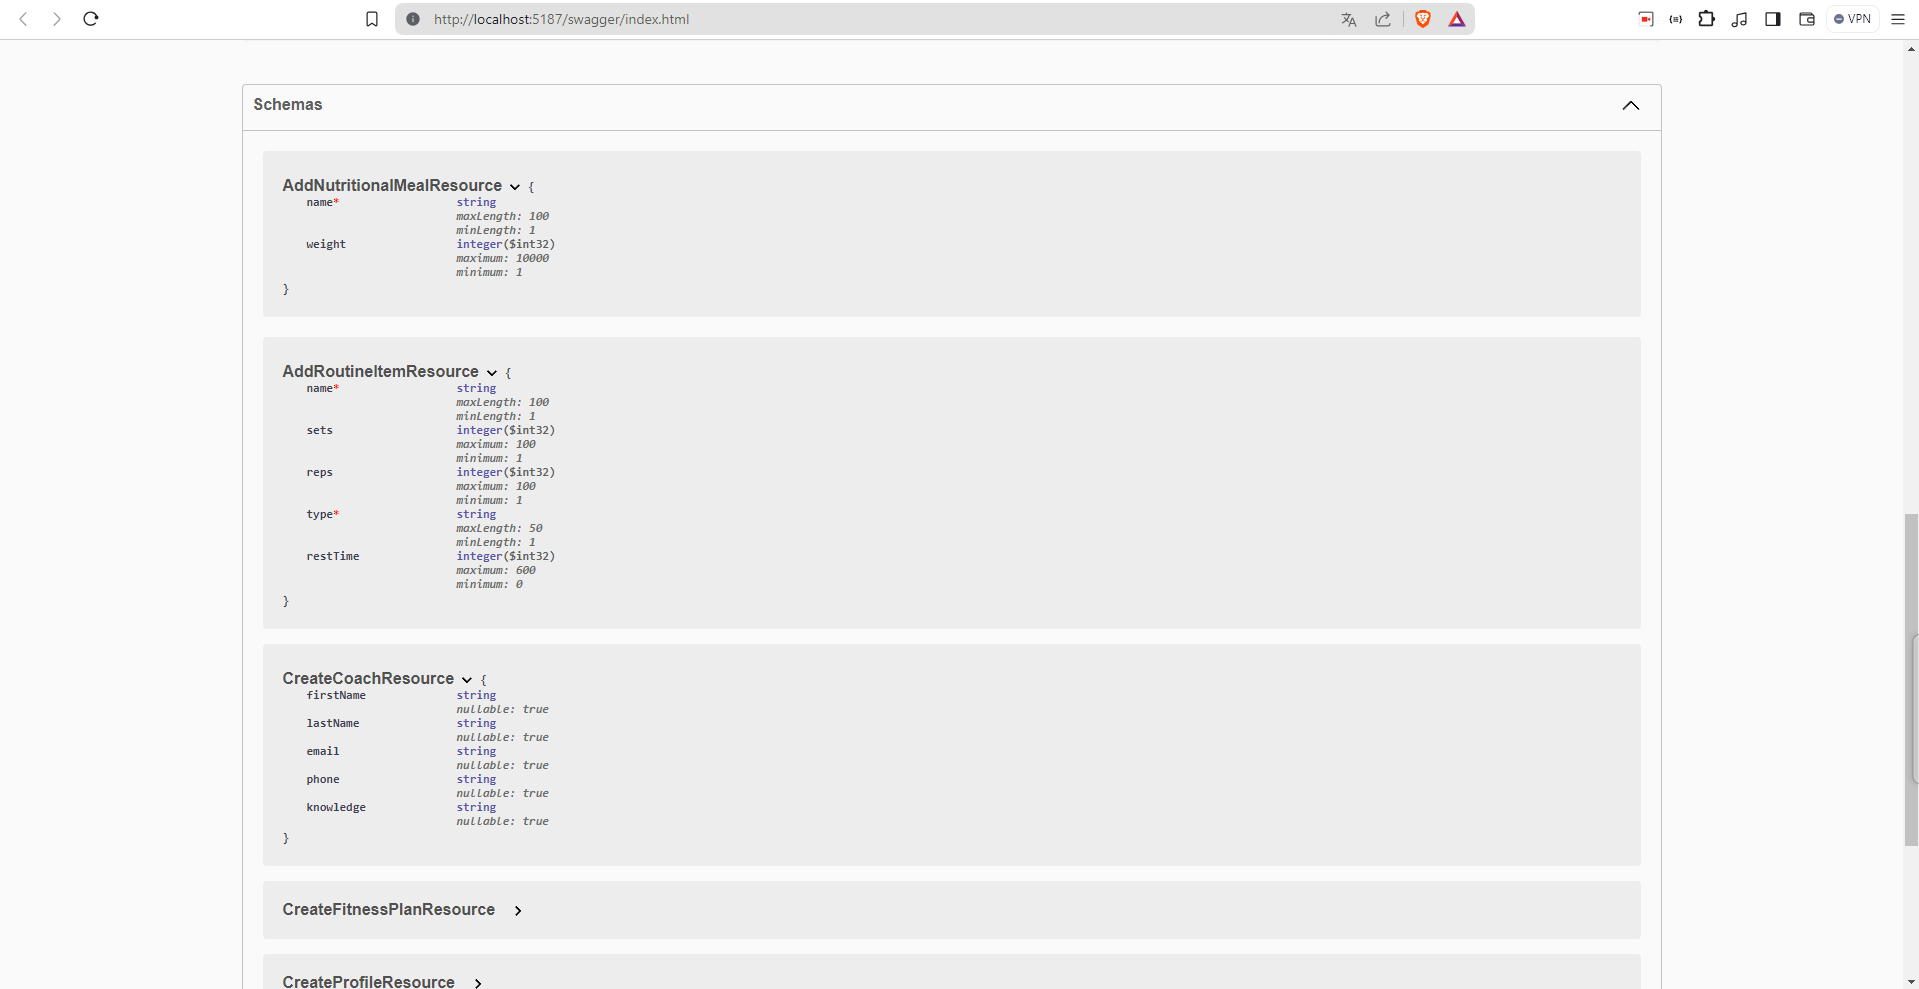 http://localhost:5187/swagger/index.html
VPN
Schemas
AddNutritionalMealResource {
name* string
maxLength: 100
minLength: 1
weight integer($int32)
maximum: 10000
minimum: 1
}
AddRoutineItemResource {
name* string
maxLength: 100
minLength: 1
sets integer($int32)
maximum: 100
minimum: 1
reps integer($int32)
maximum: 100
minimum: 1
type* string
maxLength: 50
minLength: 1
restTime integer($int32)
maximum: 600
minimum: 0
}
CreateCoachResource {
firstName string
nullable: true
lastName string
nullable: true
email string
nullable: true
phone string
nullable: true
knowledge string
nullable: true
}
CreateFitnessPlanResource
CreateProfileResource